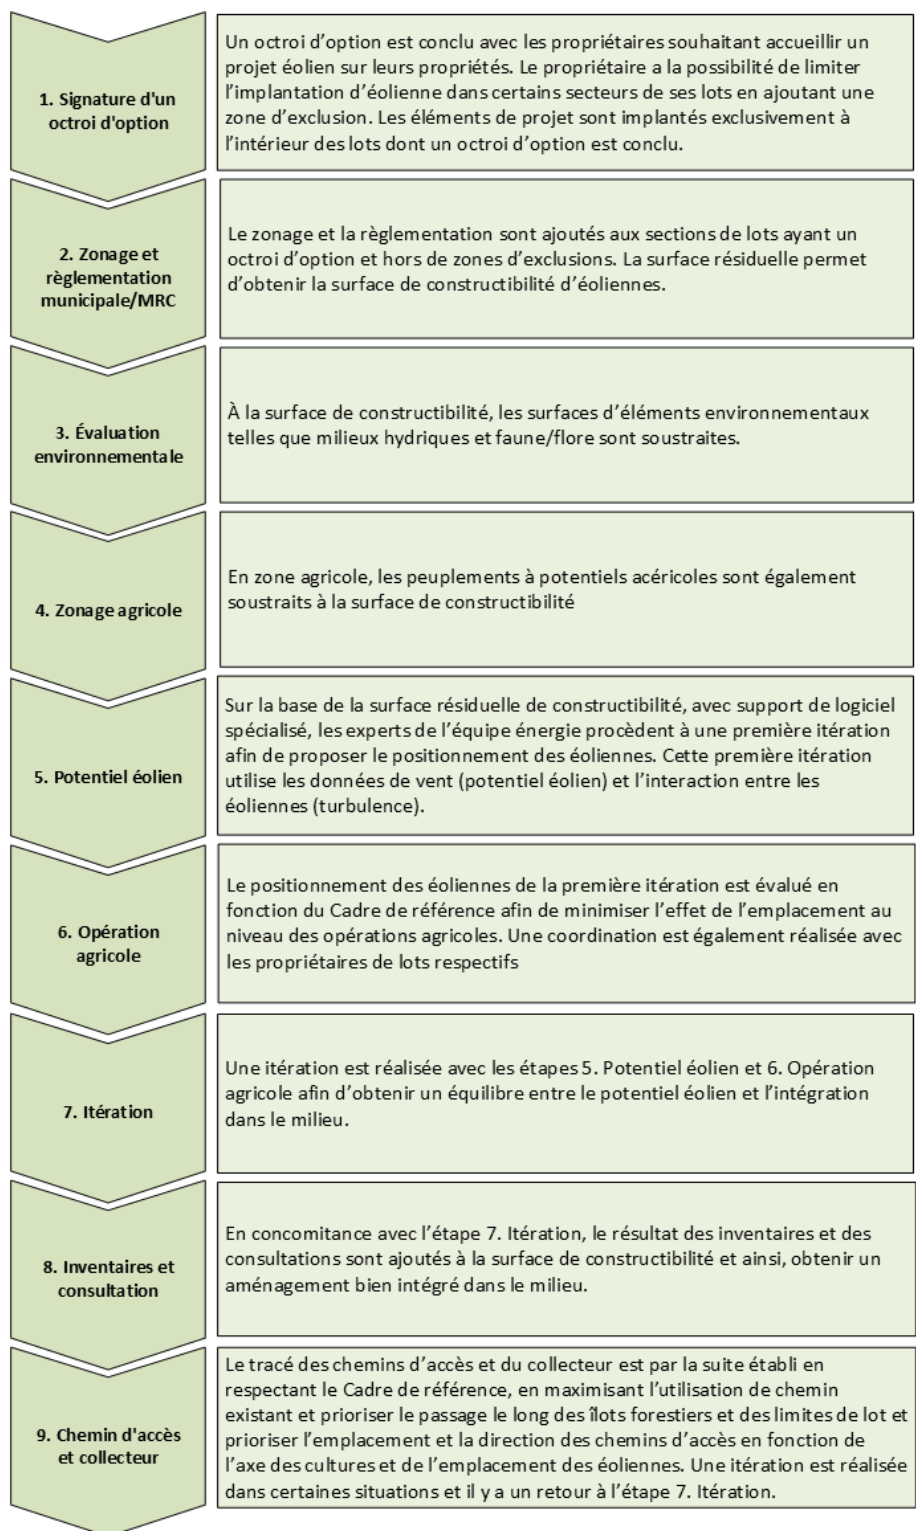 1. Signature d'un
octroi d'option
Un octroi d’option est conclu avec les propriétaires souhaitant accueillir un
projet éolien sur leurs propriétés. Le propriétaire a la possibilité de limiter
l’implantation d’éolienne dans certains secteurs de ses lots en ajoutant une
zone d’exclusion. Les éléments de projet sont implantés exclusivement à
l’intérieur des lots dont un octroi d’option est conclu.
2. Zonage et
règlementation
municipale/MRC
Le zonage et la règlementation sont ajoutés aux sections de lots ayant un
octroi d’option et hors de zones d’exclusions. La surface résiduelle permet
d’obtenir la surface de constructibilité d’éoliennes.
3. Évaluation
environnementale
À la surface de constructibilité, les surfaces d’éléments environnementaux
telles que milieux hydriques et faune/flore sont soustraites.
4. Zonage agricole
En zone agricole, les peuplements à potentiels acéricoles sont également
soustraits à la surface de constructibilité
5. Potentiel éolien
Sur la base de la surface résiduelle de constructibilité, avec support de logiciel
spécialisé, les experts de l’équipe énergie procèdent à une première itération
afin de proposer le positionnement des éoliennes. Cette première itération
utilise les données de vent (potentiel éolien) et l’interaction entre les
éoliennes (turbulence).
6. Opération
agricole
Le positionnement des éoliennes de la première itération est évalué en
fonction du Cadre de référence afin de minimiser l’effet de l’emplacement au
niveau des opérations agricoles. Une coordination est également réalisée avec
les propriétaires de lots respectifs
7. Itération
Une itération est réalisée avec les étapes 5. Potentiel éolien et 6. Opération
agricole afin d’obtenir un équilibre entre le potentiel éolien et l’intégration
dans le milieu.
8. Inventaires et
consultation
En concomitance avec l’étape 7. Itération, le résultat des inventaires et des
consultations sont ajoutés à la surface de constructibilité et ainsi, obtenir un
aménagement bien intégré dans le milieu.
9. Chemin d'accès
et collecteur
Le tracé des chemins d’accès et du collecteur est par la suite établi en
respectant le Cadre de référence, en maximisant l’utilisation de chemin
existant et prioriser le passage le long des îlots forestiers et des limites de lot et
prioriser l’emplacement et la direction des chemins d’accès en fonction de
l’axe des cultures et de l’emplacement des éoliennes. Une itération est réalisée
dans certaines situations et il y a un retour à l’étape 7. Itération.